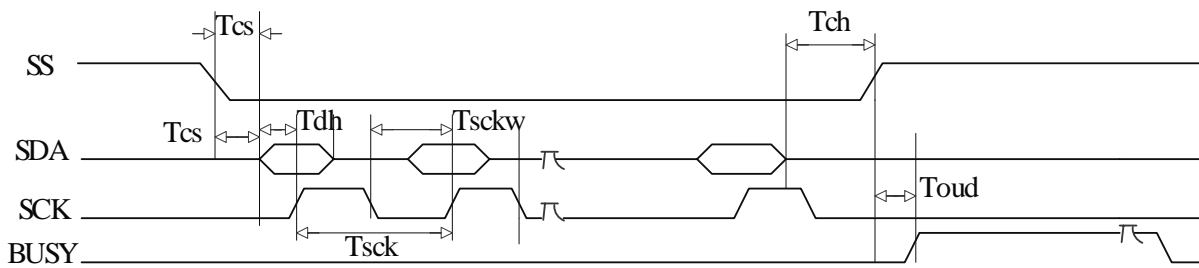 Tcs
Tch
SS
Tcs
Tdh
Tsckw
SDA
Toud
SCK
Tsck
BUSY